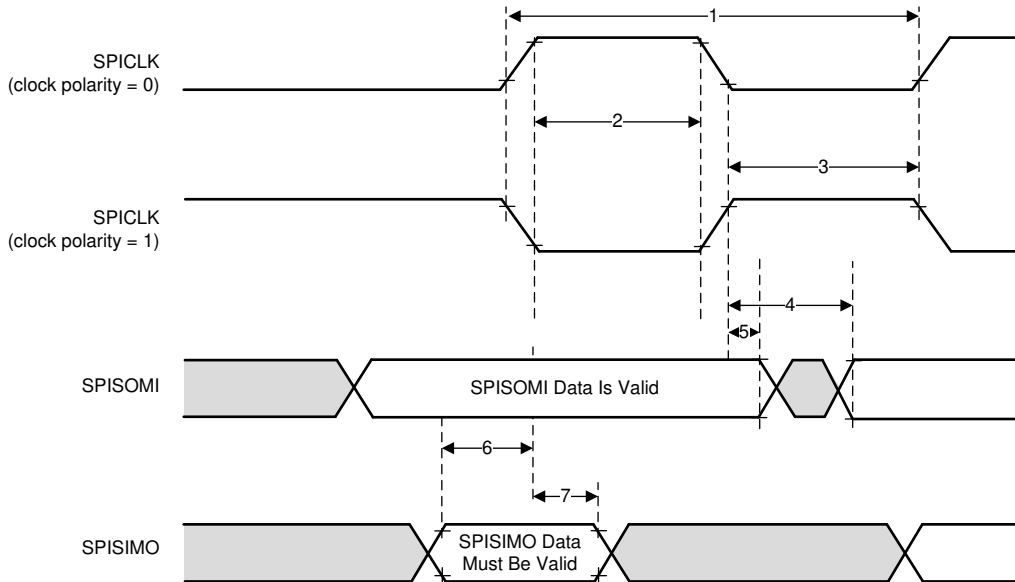 1
SPICLK
(clock polarity = 0)
2
3
SPICLK
(clock polarity = 1)
4
5
SPISOMI
SPISOMI Data Is Valid
6
7
SPISIMO
SPISIMO Data
Must Be Valid